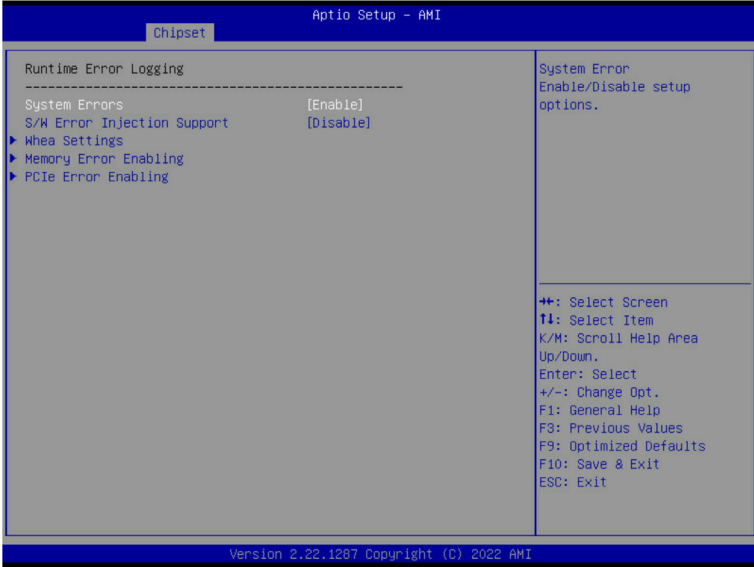 Aptio Setup – AMI
Chipset
Runtime Error Logging
--------------------------------------------------
System Errors [Enable]
S/W Error Injection Support [Disable]
Whea Settings
Memory Error Enabling
PCIe Error Enabling
System Error
Enable/Disable setup
options.
→←: Select Screen
↑↓: Select Item
K/M: Scroll Help Area
Up/Down.
Enter: Select
+/-: Change Opt.
F1: General Help
F3: Previous Values
F9: Optimized Defaults
F10: Save & Exit
ESC: Exit
Version 2.22.1287 Copyright (C) 2022 AMI